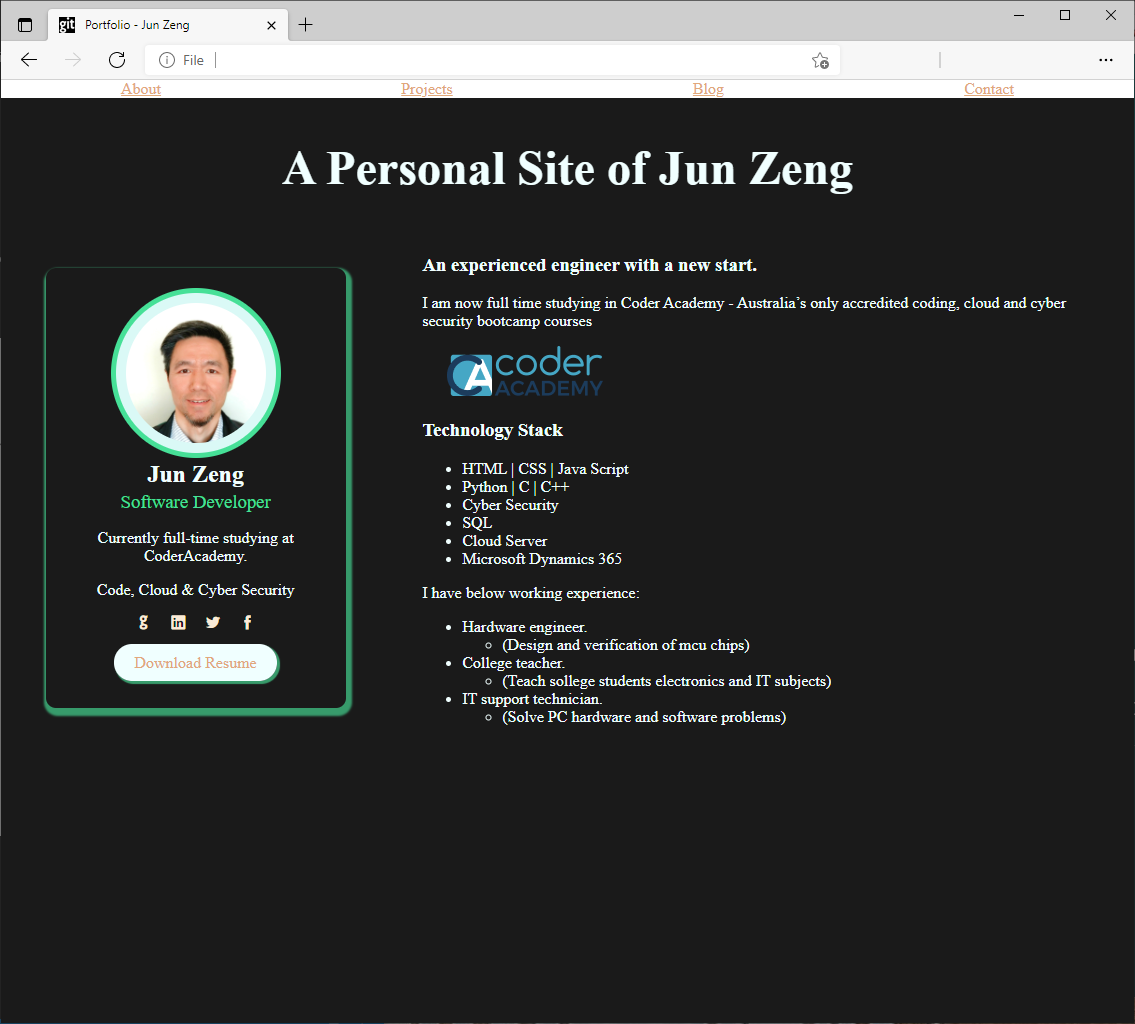 git Portfolio - Jun Zeng
File
About Projects Blog Contact
A Personal Site of Jun Zeng
Jun Zeng
Software Developer
Currently full-time studying at
CoderAcademy.
Code, Cloud & Cyber Security
g in f
Download Resume
An experienced engineer with a new start.
I am now full time studying in Coder Academy - Australia’s only accredited coding, cloud and cyber
security bootcamp courses
CA coder
ACADEMY
Technology Stack
HTML | CSS | Java Script
Python | C | C++
Cyber Security
SQL
Cloud Server
Microsoft Dynamics 365
I have below working experience:
Hardware engineer.
(Design and verification of mcu chips)
College teacher.
(Teach sollege students electronics and IT subjects)
IT support technician.
(Solve PC hardware and software problems)